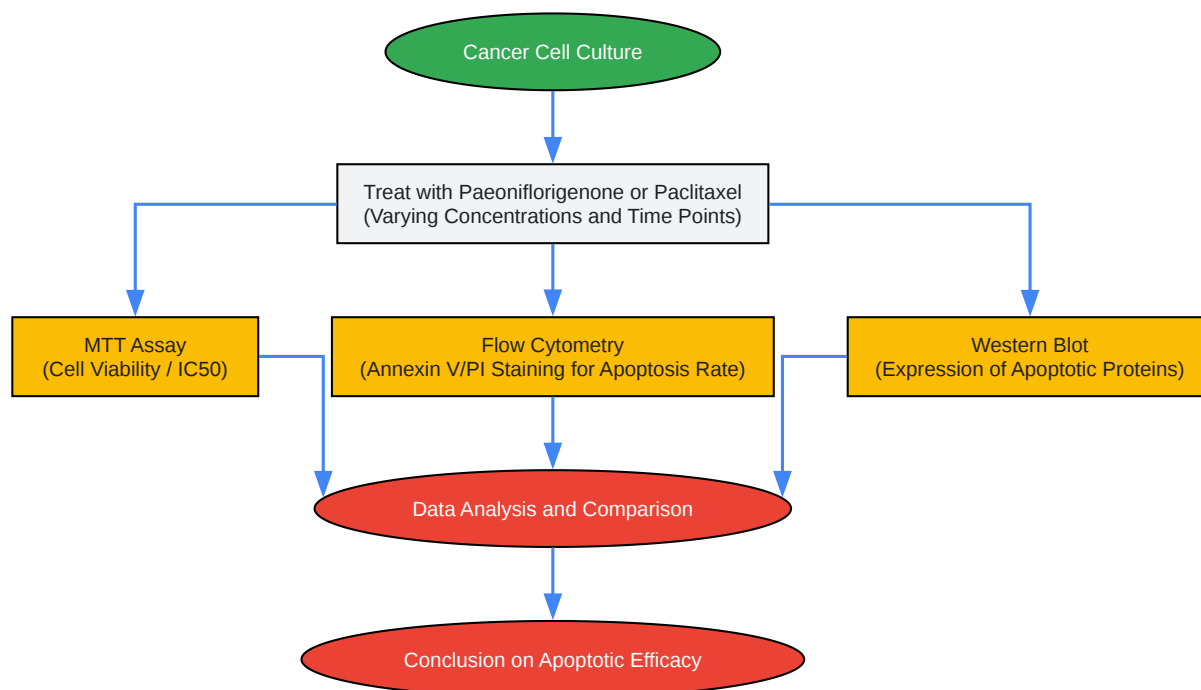 Cancer Cell Culture
Treat with Paeoniflorigenone or Paclitaxel
(Varying Concentrations and Time Points)
MTT Assay
(Cell Viability / IC50)
Flow Cytometry
(Annexin V/PI Staining for Apoptosis Rate)
Western Blot
(Expression of Apoptotic Proteins)
Data Analysis and Comparison
Conclusion on Apoptotic Efficacy